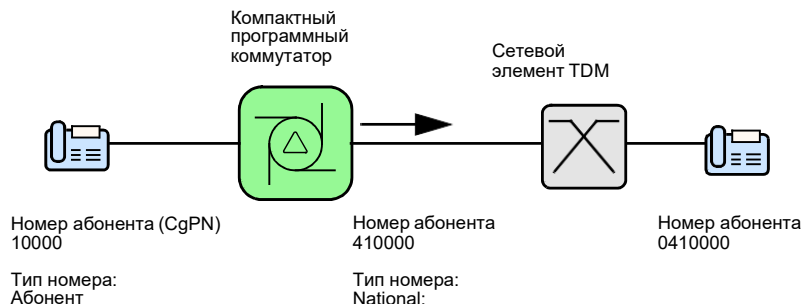 Компактный
программный
коммутатор
Сетевой
элемент TDM
Номер абонента (CgPN)
10000
Тип номера:
Абонент
Номер абонента
410000
Тип номера:
National;
Номер абонента
0410000